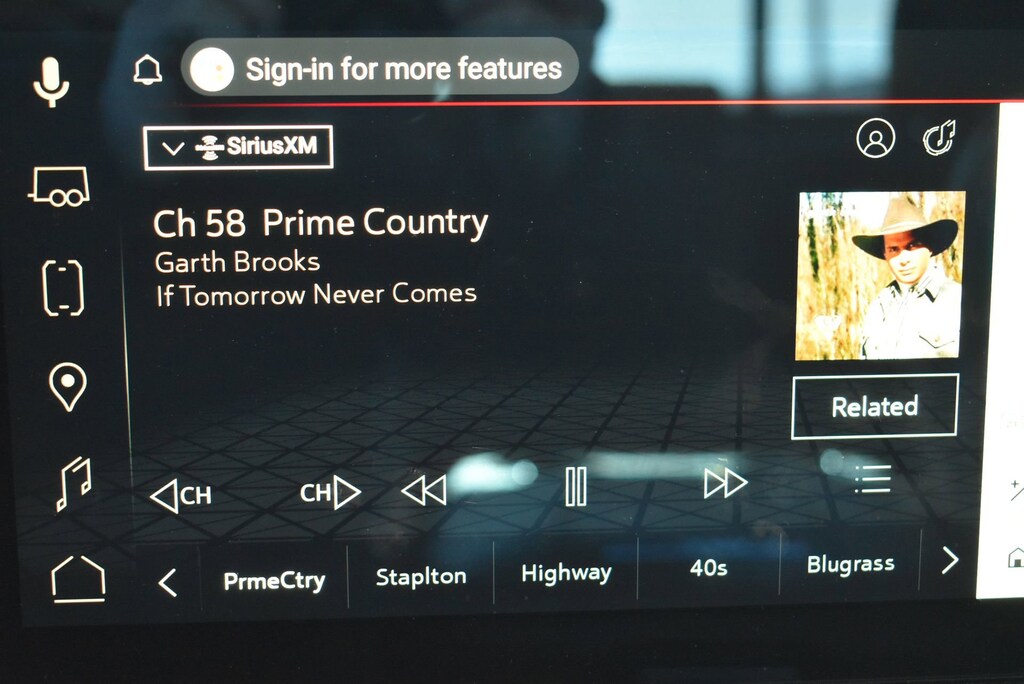 Sign-in for more features
SiriusXM
Ch 58 Prime Country
Garth Brooks
If Tomorrow Never Comes
Related
CH
CH
PrmeCtry
Staplton
Highway
40s
Blugrass